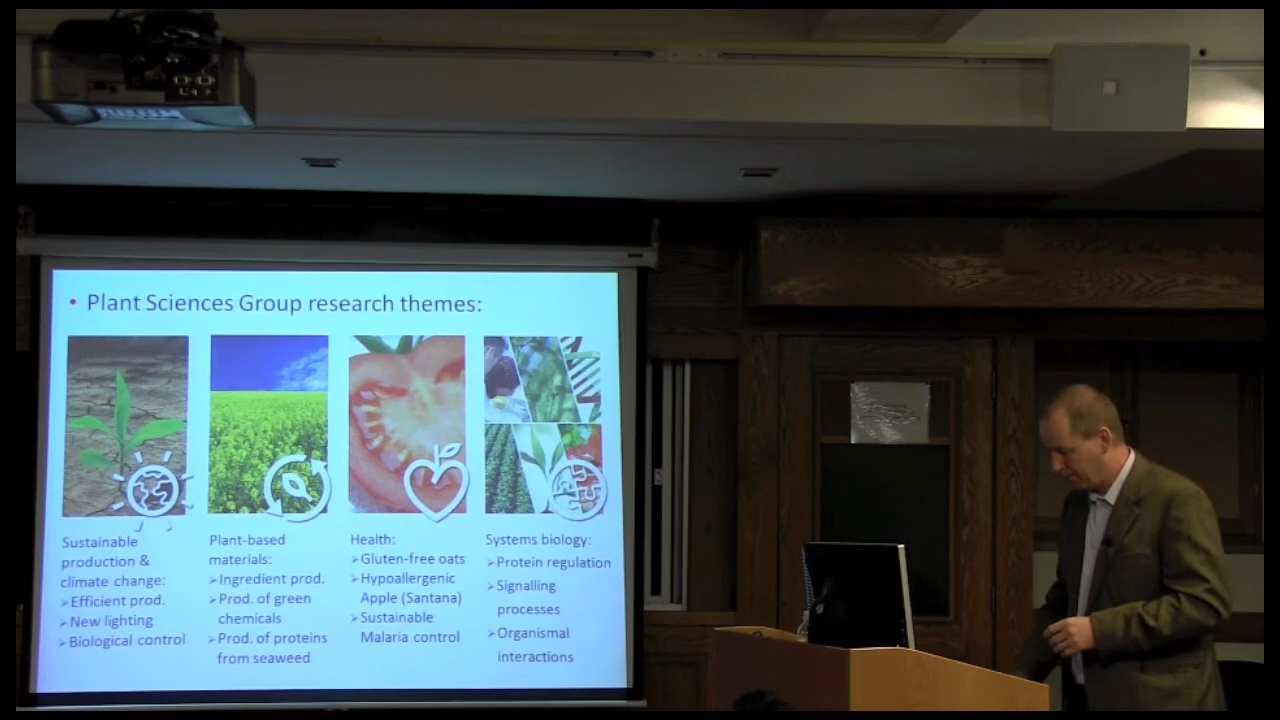 • Plant Sciences Group research themes:
Sustainable
production &
climate change:
➢Efficient prod.
➢New lighting
➢Biological control
Plant-based
materials:
➢Ingredient prod.
➢Prod. of green
chemicals
➢Prod. of proteins
from seaweed
Health:
➢Gluten-free oats
➢Hypoallergenic
Apple (Santana)
➢Sustainable
Malaria control
Systems biology:
➢Protein regulation
➢Signalling
processes
➢Organismal
interactions